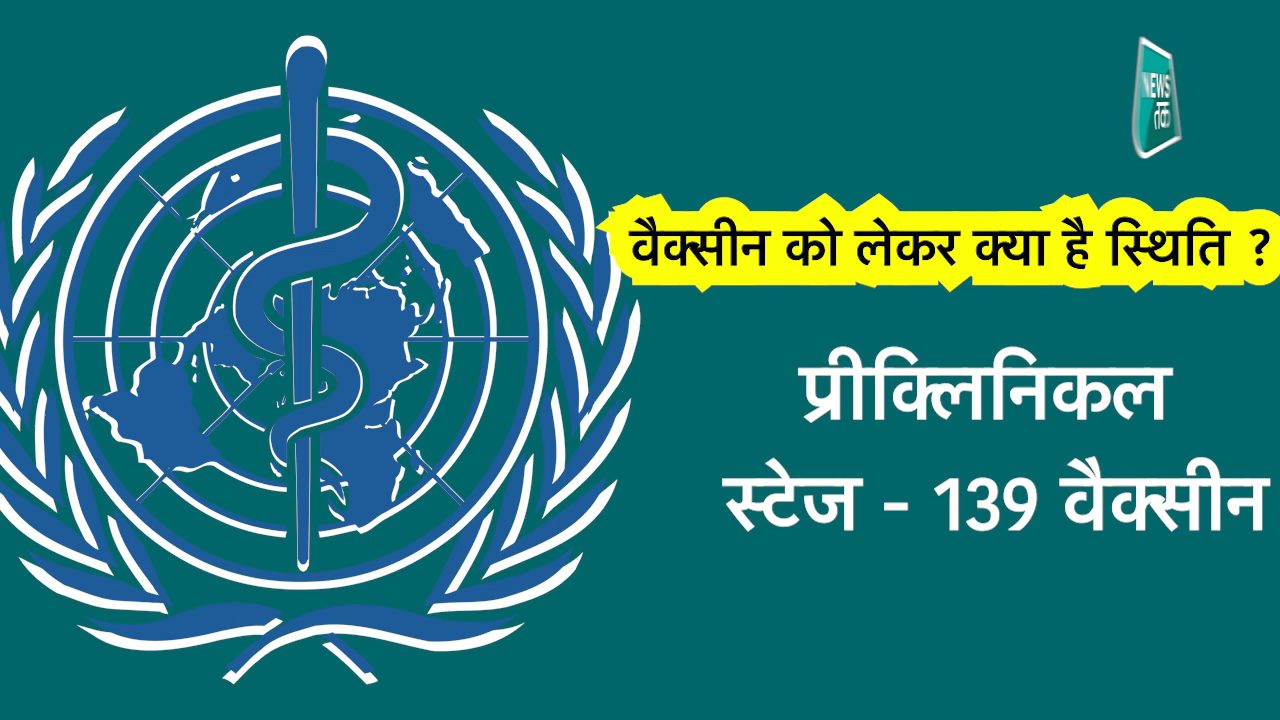 NEWS
तक
वैक्सीन को लेकर क्या है स्थिति ?
प्रीक्लिनिकल
स्टेज - 139 वैक्सीन